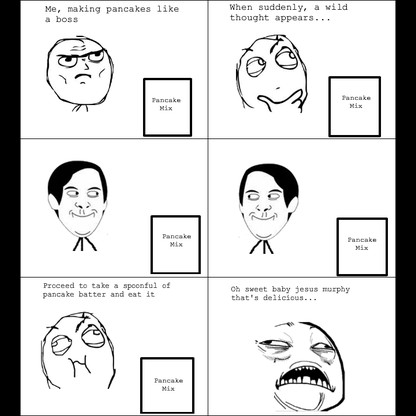 Me, making pancakes like
a boss
Pancake
Mix
When suddenly, a wild
thought appears...
Pancake
Mix
Pancake
Mix
Pancake
Mix
Proceed to take a spoonful of
pancake batter and eat it
Pancake
Mix
Oh sweet baby jesus murphy
that's delicious...